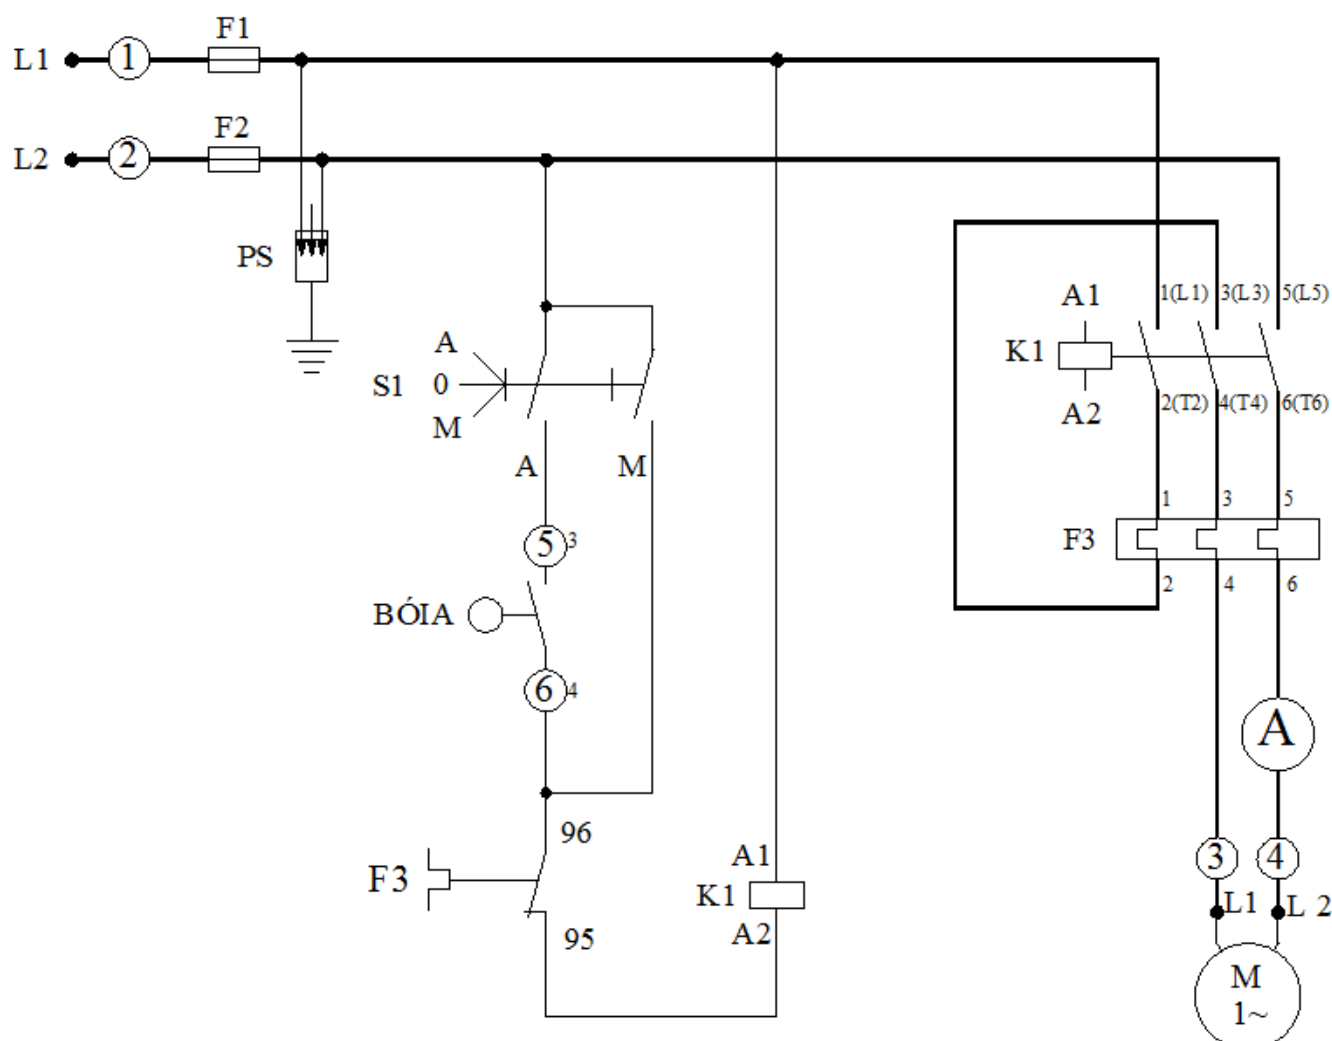 F1
L1 1
F2
L2 2
PS
A1 1(L1) 3(L3) 5(L5)
K1
A2 2(T2) 4(T4) 6(T6)
A
S1 0
M
A M
1 3 5
F3
2 4 6
5 3
BÓIA
6 4
A
96
F3
95
A1
K1
A2
3 4
L1 L 2
M
1~